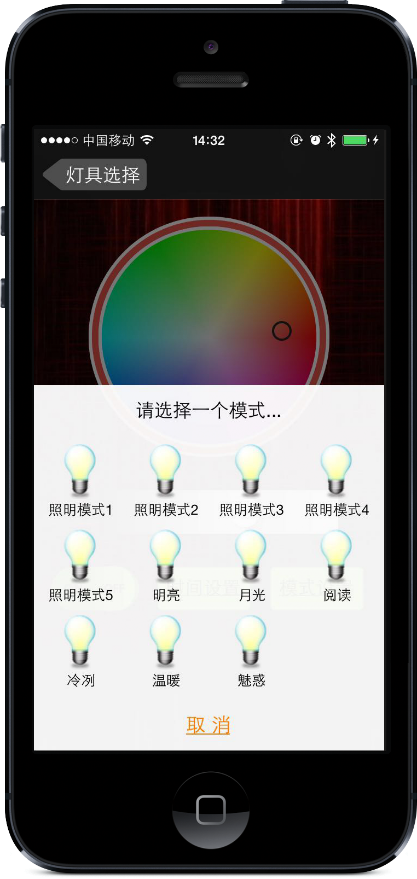 中国移动 14:32
灯具选择
请选择一个模式...
照明模式1 照明模式2 照明模式3 照明模式4
照明模式5 明亮 月光 阅读
冷冽 温暖 魅惑
取 消